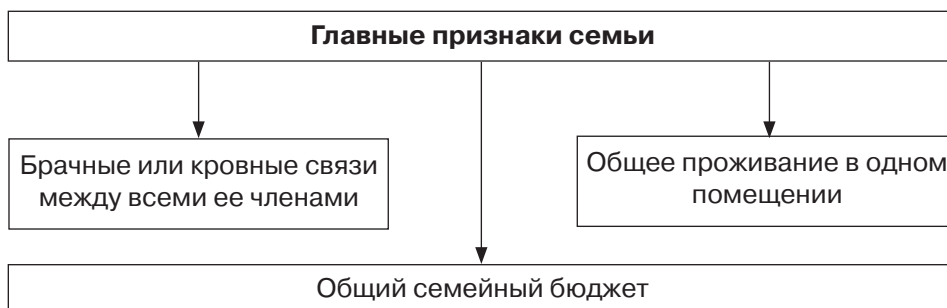 Главные признаки семьи
Брачные или кровные связи
между всеми ее членами
Общее проживание в одном
помещении
Общий семейный бюджет